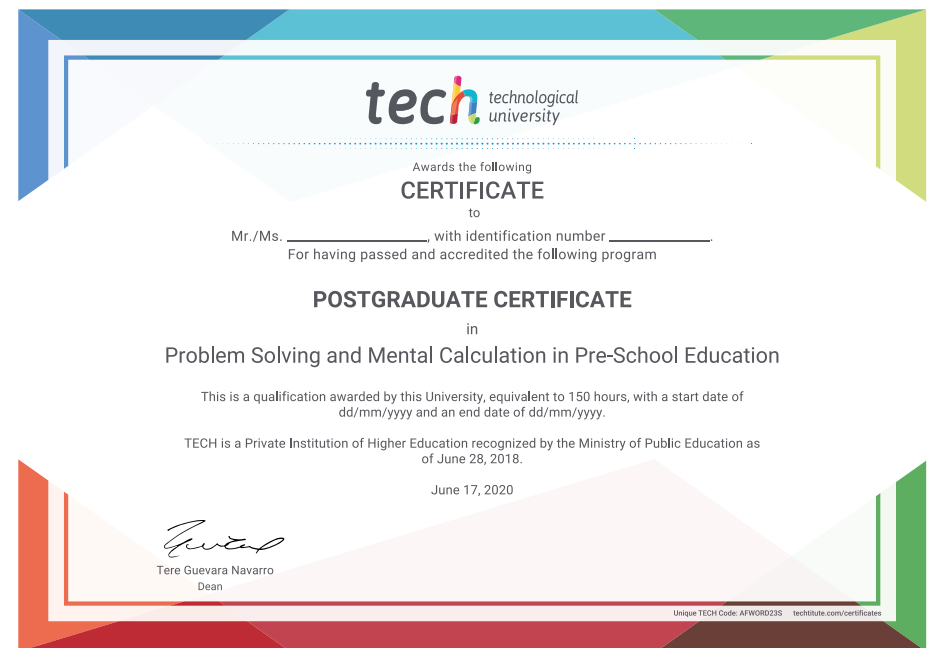 tech technological
university
Awards the following
CERTIFICATE
to
Mr./Ms. ____________________, with identification number ______________.
For having passed and accredited the following program
POSTGRADUATE CERTIFICATE
in
Problem Solving and Mental Calculation in Pre-School Education
This is a qualification awarded by this University, equivalent to 150 hours, with a start date of
dd/mm/yyyy and an end date of dd/mm/yyyy.
TECH is a Private Institution of Higher Education recognized by the Ministry of Public Education as
of June 28, 2018.
June 17, 2020
Tere Guevara Navarro
Dean
Unique TECH Code: AFWORD23S techtitute.com/certificates